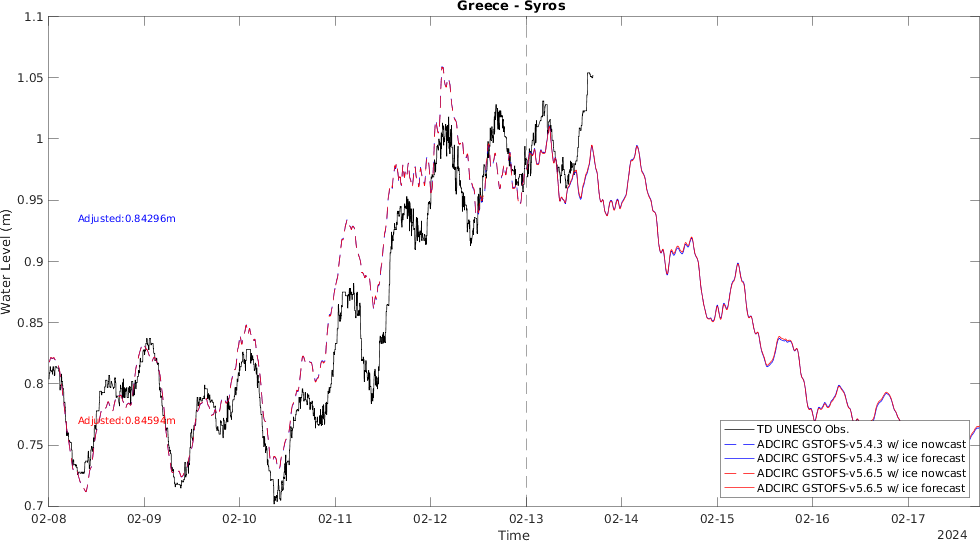 Greece - Syros
1.1
1.05
1
0.95
0.9
0.85
0.8
0.75
0.7
Water Level (m)
Adjusted:0.84296m
Adjusted:0.84594m
TD UNESCO Obs.
ADCIRC GSTOFS-v5.4.3 w/ ice nowcast
ADCIRC GSTOFS-v5.4.3 w/ ice forecast
ADCIRC GSTOFS-v5.6.5 w/ ice nowcast
ADCIRC GSTOFS-v5.6.5 w/ ice forecast
02-08 02-09 02-10 02-11 02-12 02-13 02-14 02-15 02-16 02-17
Time
2024